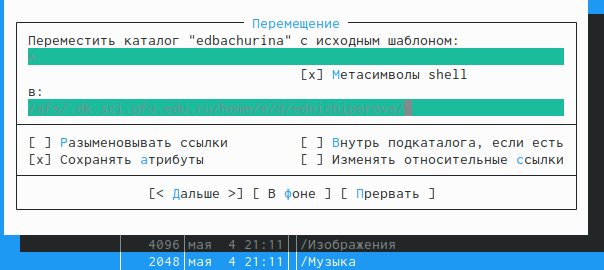 Перемещение
Переместить каталог "edbachurina" с исходным шаблоном:
*
[x] Метасимволы shell
в:
[ ] Разыменовывать ссылки [ ] Внутрь подкаталога, если есть
[x] Сохранять атрибуты [ ] Изменять относительные ссылки
[< Дальше >] [ В фоне ] [ Прервать ]
4096 мая 4 21:11 /Изображения
2048 мая 4 21:11 /Музыка